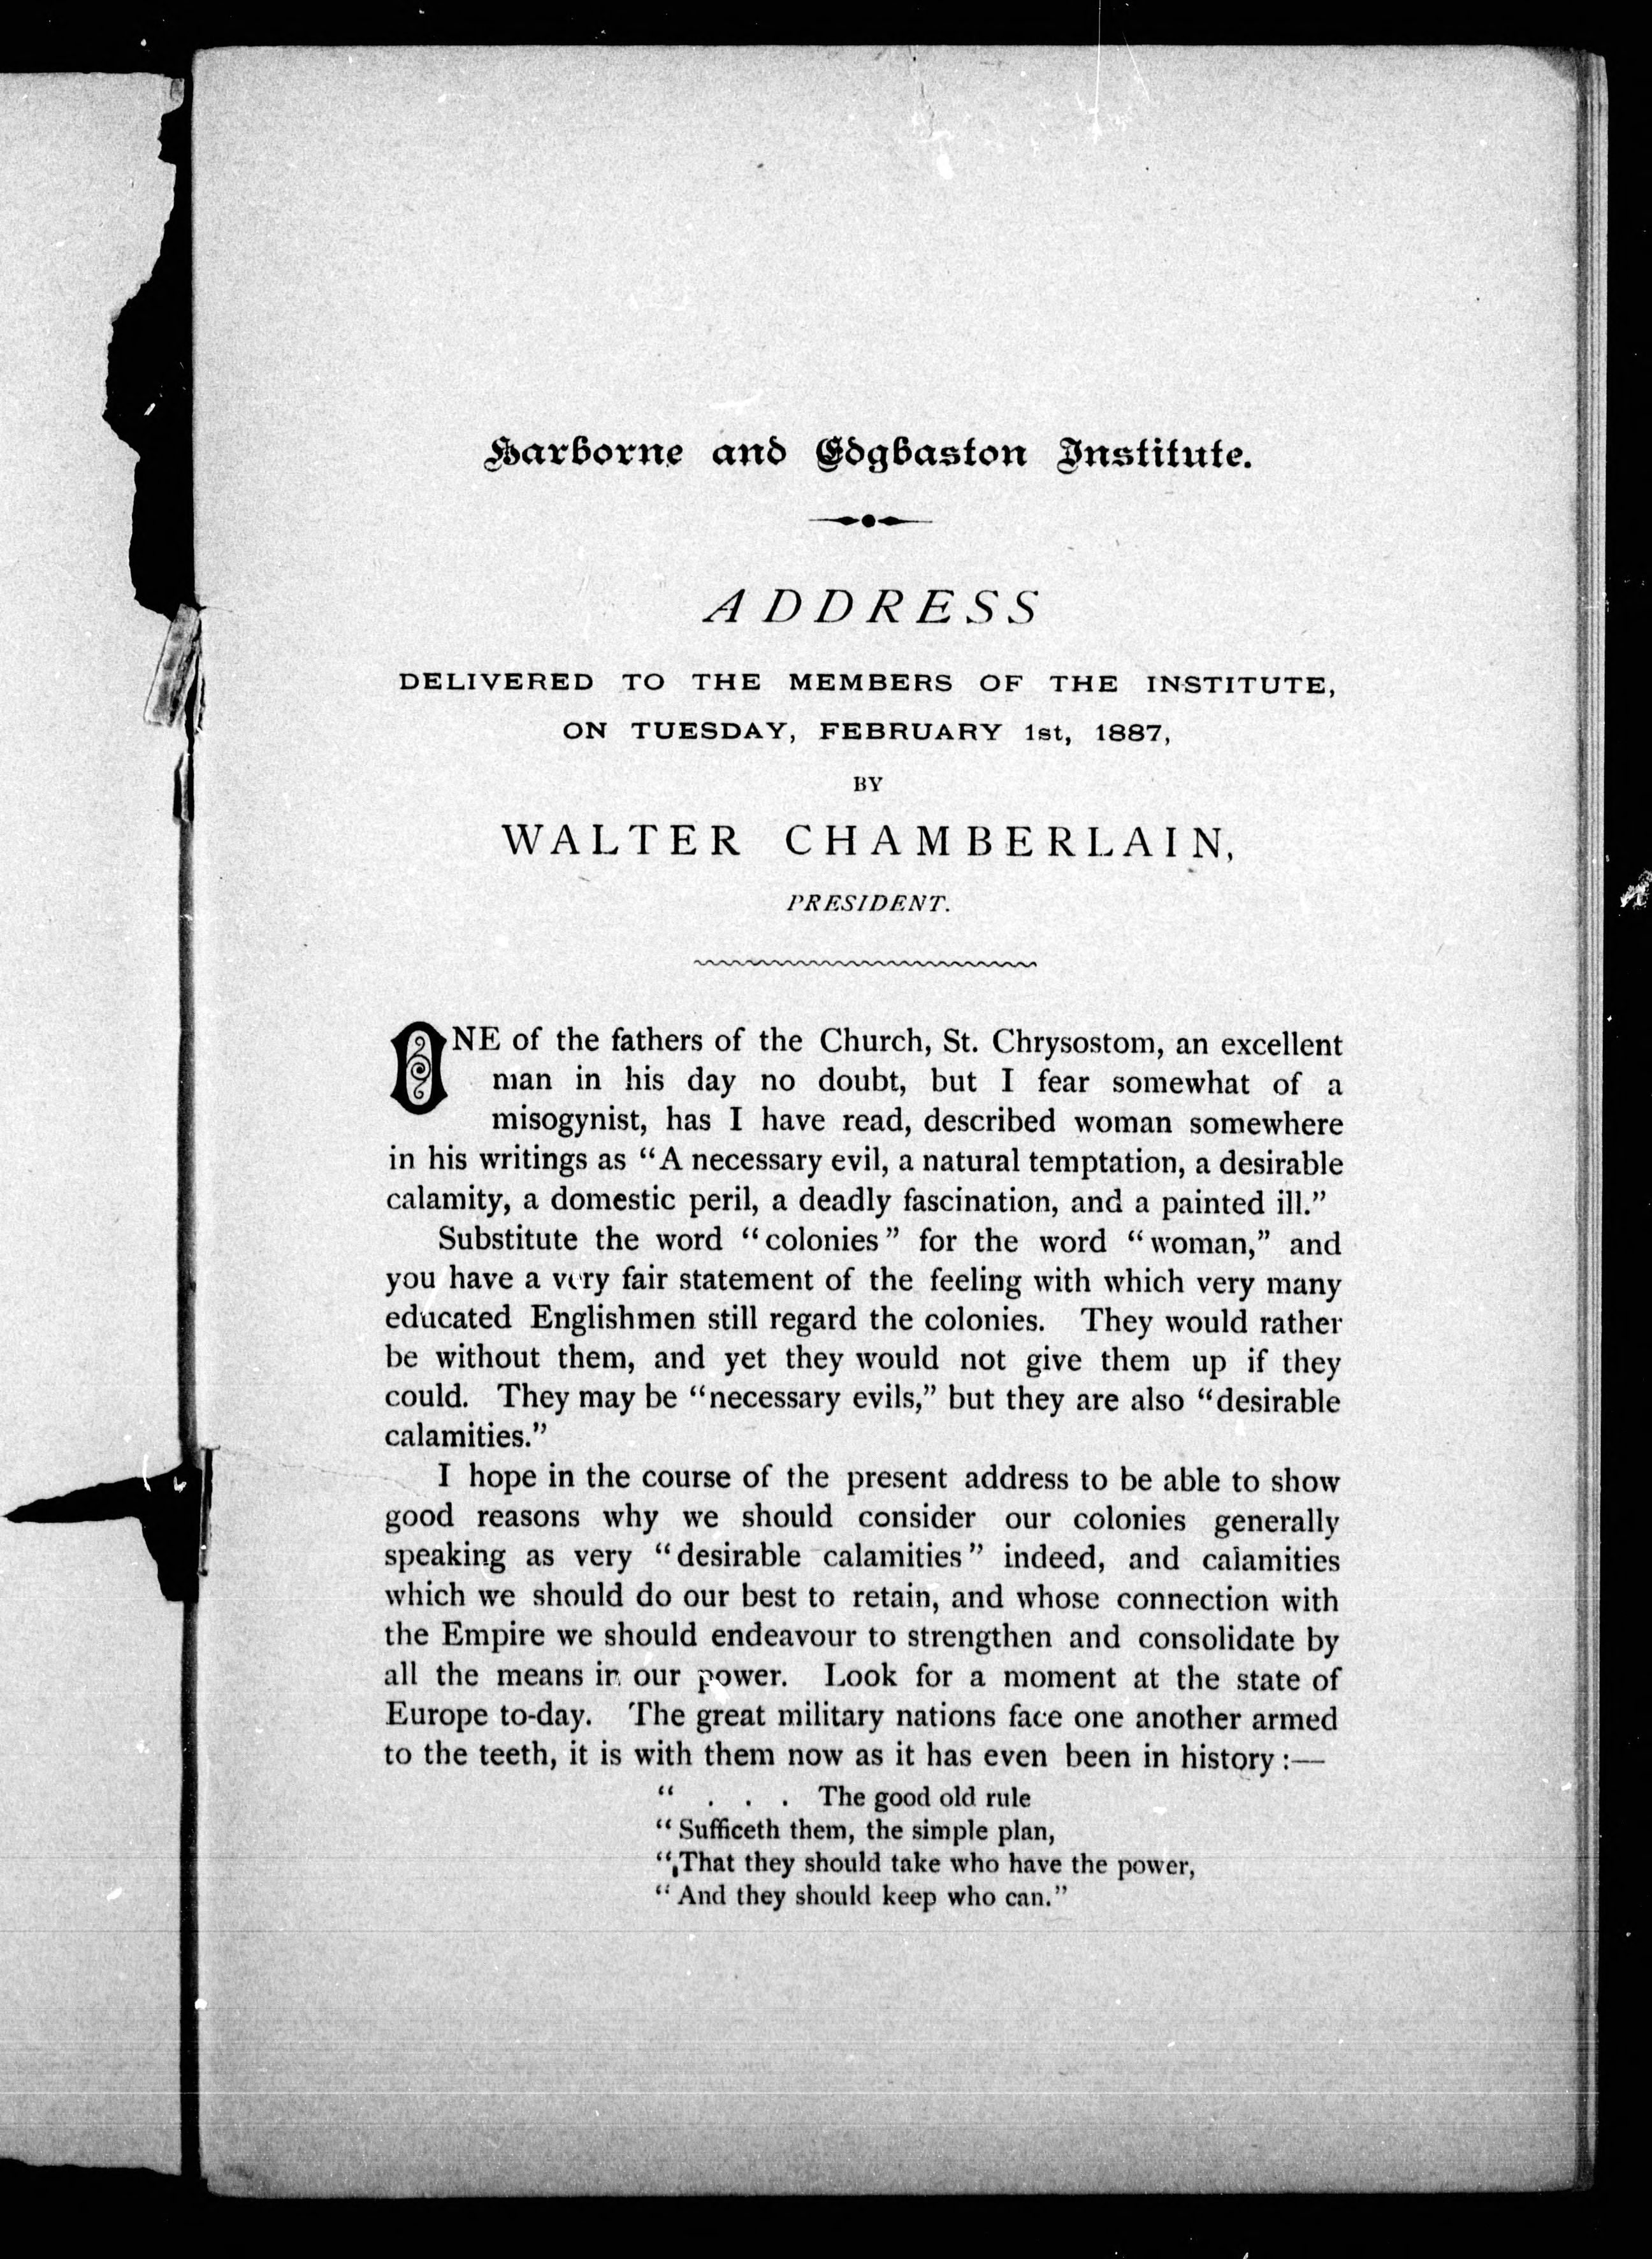 Harborne and Edgbaston Institute.
ADDRESS
DELIVERED TO THE MEMBERS OF THE INSTITUTE,
ON TUESDAY, FEBRUARY 1st, 1887,
BY
WALTER CHAMBERLAIN,
PRESIDENT.
ONE of the fathers of the Church, St. Chrysostom, an excellent
man in his day no doubt, but I fear somewhat of a
misogynist, has I have read, described woman somewhere
in his writings as “A necessary evil, a natural temptation, a desirable
calamity, a domestic peril, a deadly fascination, and a painted ill.”
Substitute the word “colonies” for the word “woman,” and
you have a very fair statement of the feeling with which very many
educated Englishmen still regard the colonies. They would rather
be without them, and yet they would not give them up if they
could. They may be “necessary evils,” but they are also “desirable
calamities.”
I hope in the course of the present address to be able to show
good reasons why we should consider our colonies generally
speaking as very “desirable calamities” indeed, and calamities
which we should do our best to retain, and whose connection with
the Empire we should endeavour to strengthen and consolidate by
all the means in our power. Look for a moment at the state of
Europe to-day. The great military nations face one another armed
to the teeth, it is with them now as it has even been in history :—
“ . . . The good old rule
“ Sufficeth them, the simple plan,
“ That they should take who have the power,
“ And they should keep who can.”